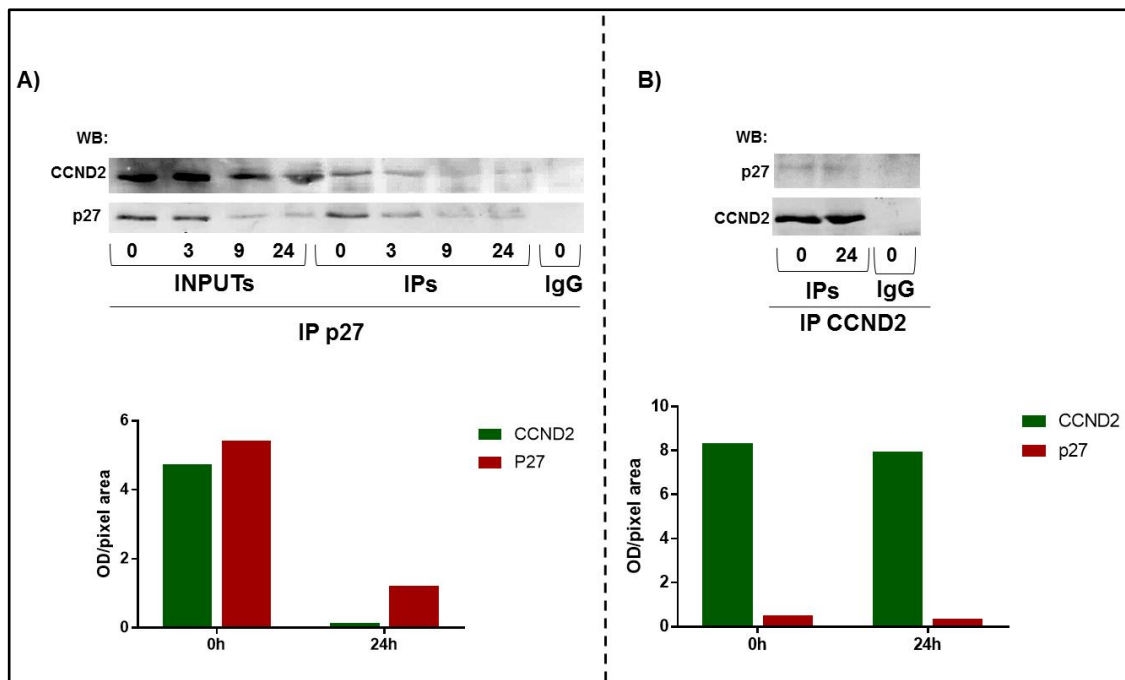 A)
WB:
CCND2
p27
0 3 9 24 0 3 9 24 0
INPUTs IPs IgG
IP p27
6
4
2
0
OD/pixel area
0h 24h
CCND2
P27
B)
WB:
p27
CCND2
0 24 0
IPs IgG
IP CCND2
10
8
6
4
2
0
OD/pixel area
0h 24h
CCND2
p27